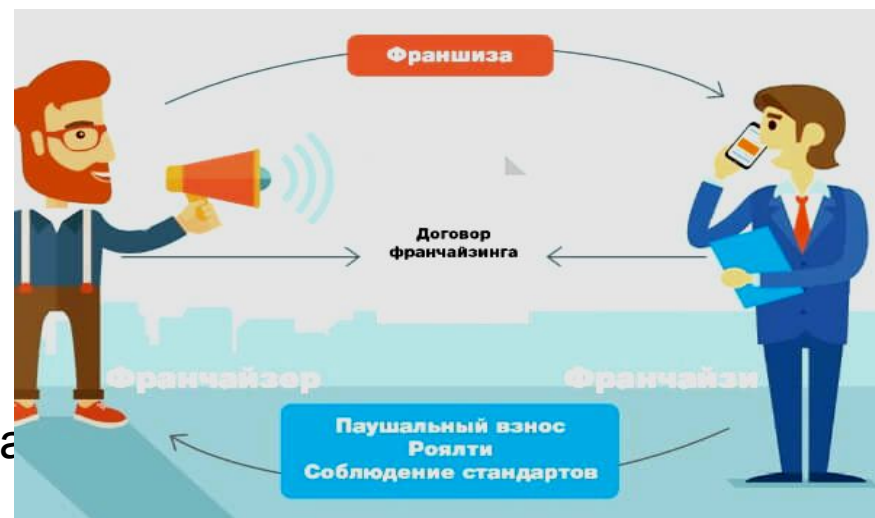 Франшиза
Договор
франчайзинга
Франчайзер
Франчайзи
Паушальный взнос
Роялти
Соблюдение стандартов